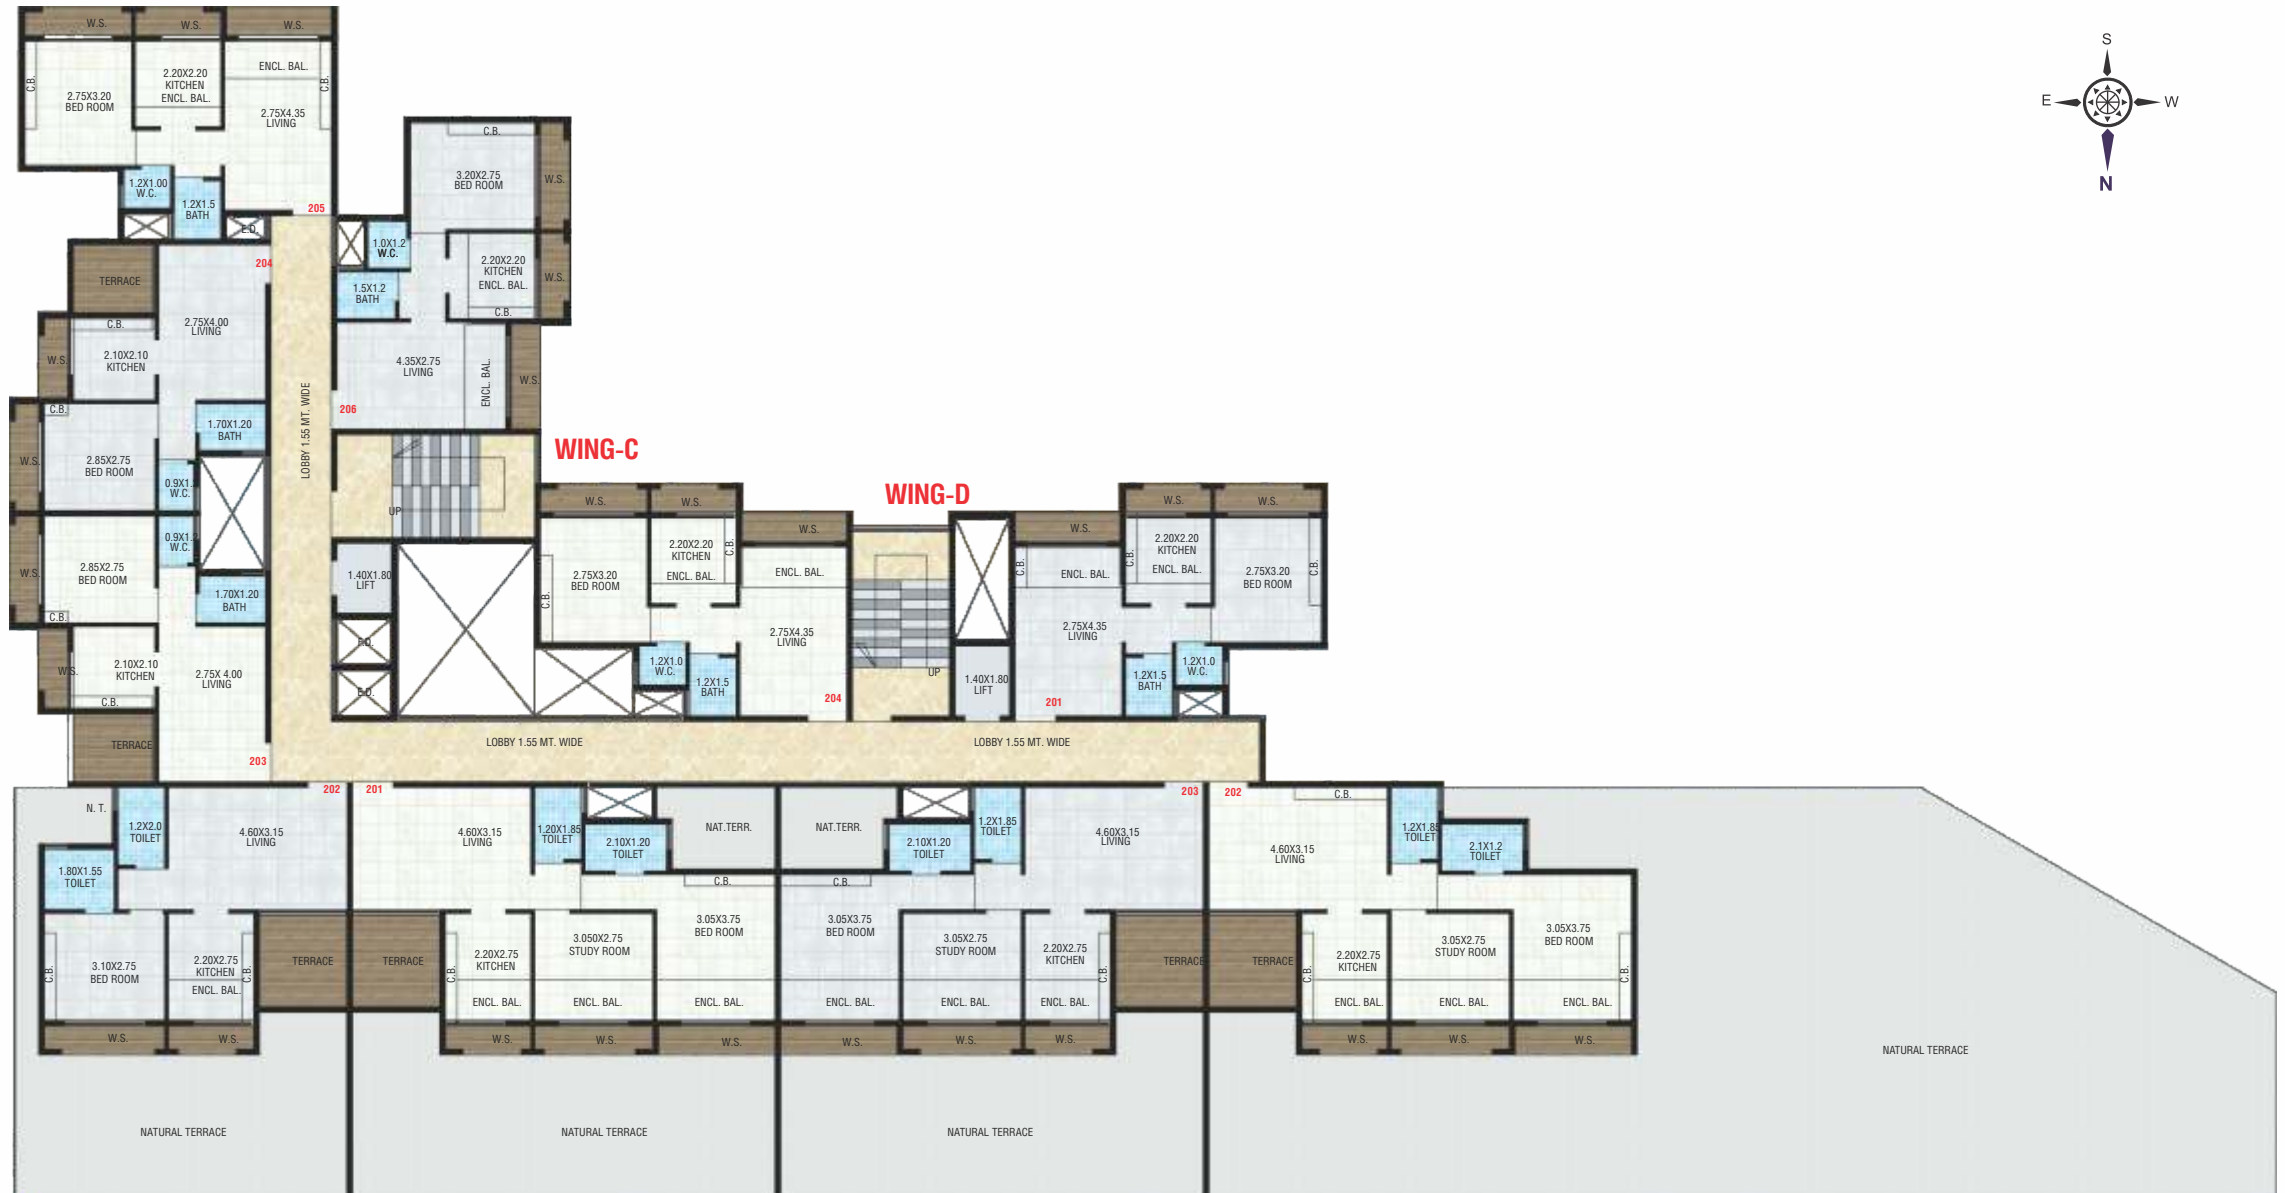 W.S.
W.S.
W.S.
C.B.
2.75X3.20
BED ROOM
2.20X2.20
KITCHEN
ENCL. BAL.
ENCL. BAL.
C.B.
2.75X4.35
LIVING
1.2X1.00
W.C.
1.2X1.5
BATH
E.D.
205
S
E
W
N
C.B.
3.20X2.75
BED ROOM
W.S.
1.0X1.2
W.C.
2.20X2.20
KITCHEN
ENCL. BAL.
C.B.
W.S.
1.5X1.2
BATH
4.35X2.75
LIVING
ENCL. BAL.
W.S.
206
204
TERRACE
2.75X4.00
LIVING
C.B.
2.10X2.10
KITCHEN
W.S.
C.B.
1.70X1.20
BATH
2.85X2.75
BED ROOM
W.S.
0.9X1.
W.C.
LOBBY 1.55 MT. WIDE
UP
WING-C
WING-D
0.9X1.
W.C.
2.85X2.75
BED ROOM
W.S.
C.B.
1.70X1.20
BATH
2.10X2.10
KITCHEN
W.S.
C.B.
2.75X 4.00
LIVING
TERRACE
203
1.40X1.80
LIFT
F.D.
E.D.
W.S.
W.S.
W.S.
2.75X3.20
BED ROOM
C.B.
2.20X2.20
KITCHEN
C.B.
ENCL. BAL.
ENCL. BAL.
2.75X4.35
LIVING
1.2X1.0
W.C.
1.2X1.5
BATH
204
UP
1.40X1.80
LIFT
W.S.
W.S.
W.S.
C.B.
ENCL. BAL.
C.B.
2.20X2.20
KITCHEN
ENCL. BAL.
2.75X3.20
BED ROOM
C.B.
2.75X4.35
LIVING
1.2X1.5
BATH
1.2X1.0
W.C.
201
LOBBY 1.55 MT. WIDE
LOBBY 1.55 MT. WIDE
202
201
203
202
N. T.
1.2X2.0
TOILET
4.60X3.15
LIVING
1.80X1.55
TOILET
3.10X2.75
BED ROOM
C.B.
2.20X2.75
KITCHEN
C.B.
ENCL. BAL.
TERRACE
W.S.
W.S.
4.60X3.15
LIVING
1.20X1.85
TOILET
2.10X1.20
TOILET
NAT.TERR.
C.B.
TERRACE
C.B.
2.20X2.75
KITCHEN
ENCL. BAL.
3.050X2.75
STUDY ROOM
ENCL. BAL.
3.05X3.75
BED ROOM
ENCL. BAL.
W.S.
W.S.
W.S.
NAT.TERR.
2.10X1.20
TOILET
1.2X1.85
TOILET
4.60X3.15
LIVING
C.B.
3.05X3.75
BED ROOM
ENCL. BAL.
3.05X2.75
STUDY ROOM
ENCL. BAL.
2.20X2.75
KITCHEN
C.B.
ENCL. BAL.
TERRACE
W.S.
W.S.
W.S.
C.B.
4.60X3.15
LIVING
1.2X1.85
TOILET
2.1X1.2
TOILET
TERRACE
C.B.
2.20X2.75
KITCHEN
ENCL. BAL.
3.05X2.75
STUDY ROOM
ENCL. BAL.
3.05X3.75
BED ROOM
C.B.
ENCL. BAL.
W.S.
W.S.
W.S.
NATURAL TERRACE
NATURAL TERRACE
NATURAL TERRACE
NATURAL TERRACE